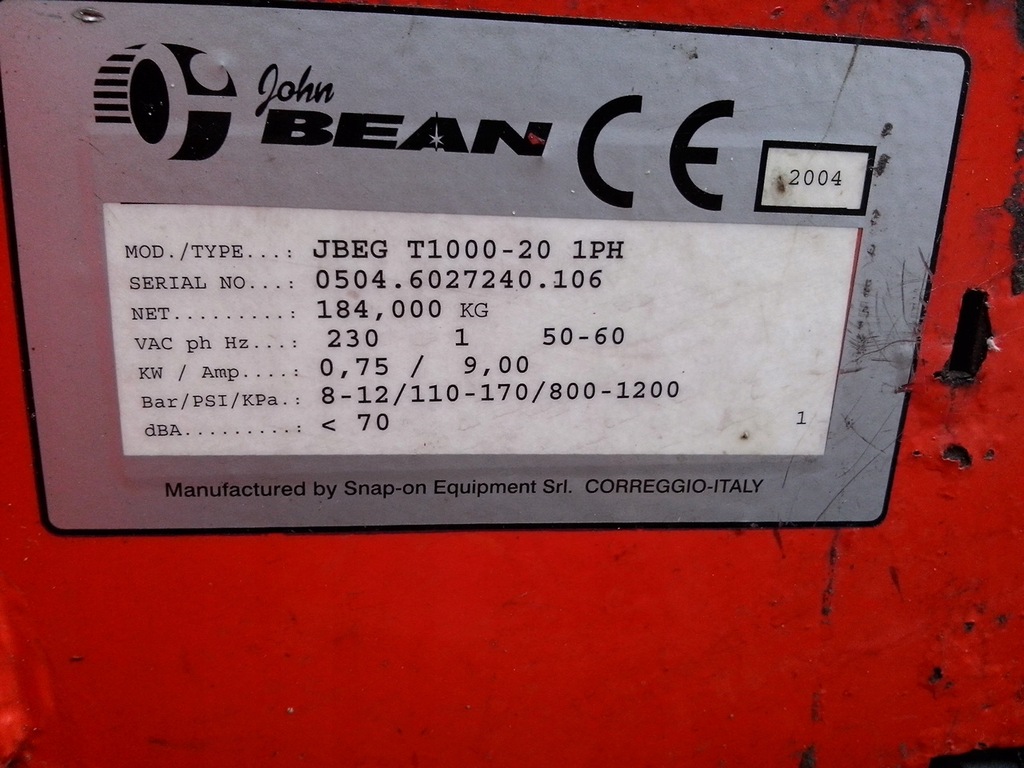 John
BEAN
CE
2004
MOD./TYPE...: JBEG T1000-20 1PH
SERIAL NO...: 0504.6027240.106
NET.........: 184,000 KG
VAC ph Hz...: 230 1 50-60
KW / Amp....: 0,75 / 9,00
Bar/PSI/KPa.: 8-12/110-170/800-1200
dBA.........: < 70
1
Manufactured by Snap-on Equipment Srl. CORREGGIO-ITALY